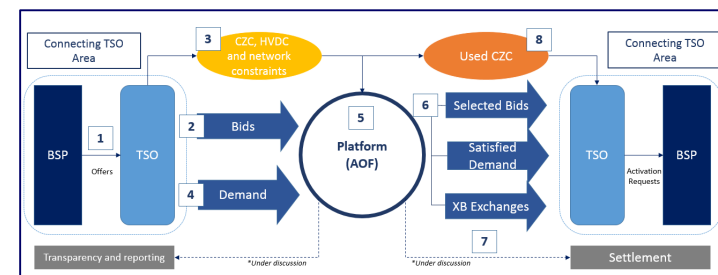 Connecting TSO
Area
3
CZC, HVDC
and network
constraints
Used CZC
8
Connecting TSO
Area
BSP
1
Offers
TSO
2
Bids
4
Demand
5
Platform
(AOF)
6
Selected Bids
Satisfied
Demand
XB Exchanges
7
TSO
Activation
Requests
BSP
Transparency and reporting
*Under discussion
*Under discussion
Settlement